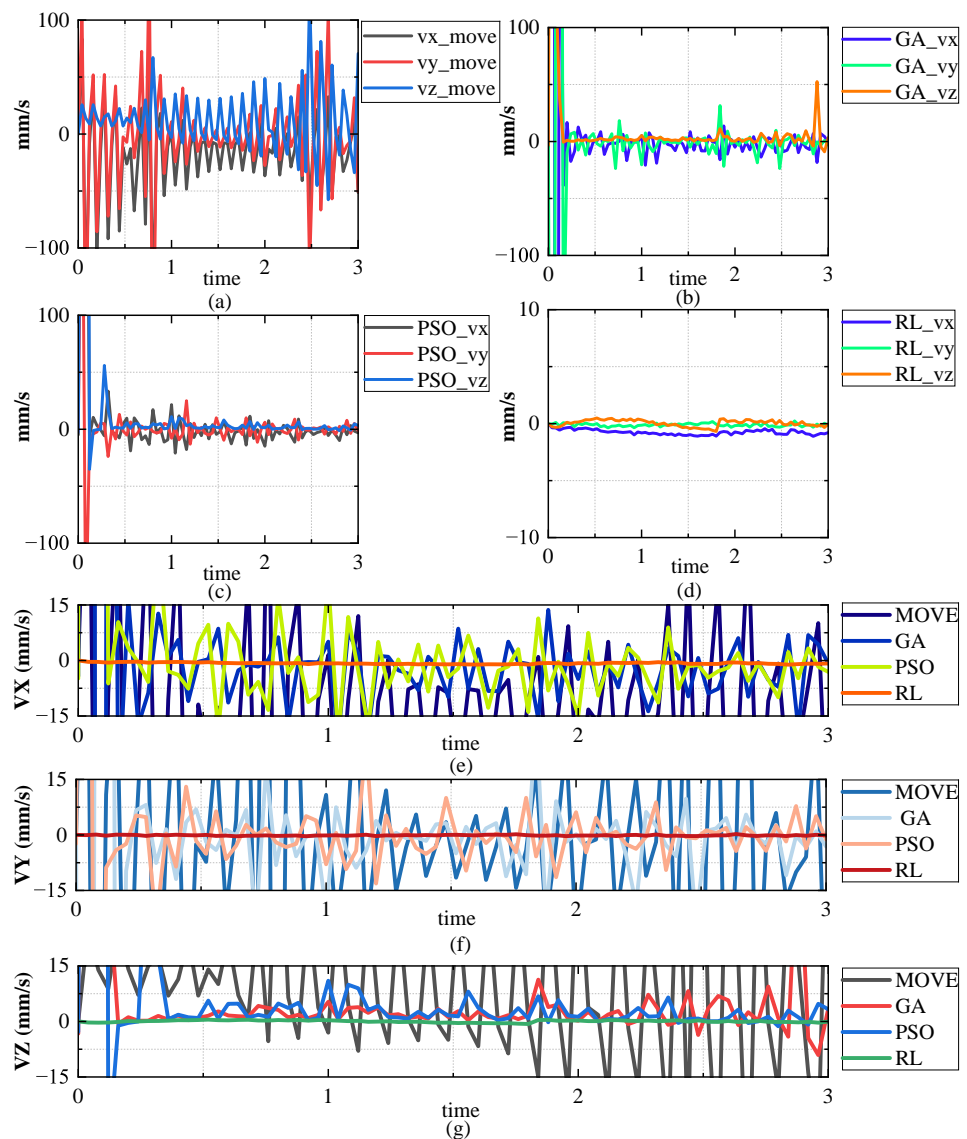 100
0
−100
mm/s
0
1
2
3
time
(a)
vx_move
vy_move
vz_move
100
50
0
−50
−100
mm/s
0
1
2
3
time
(b)
GA_vx
GA_vy
GA_vz
100
0
−100
mm/s
0
1
2
3
time
(c)
PSO_vx
PSO_vy
PSO_vz
10
0
−10
mm/s
0
1
2
3
time
(d)
RL_vx
RL_vy
RL_vz
15
0
−15
VX (mm/s)
0
1
2
3
time
(e)
MOVE
GA
PSO
RL
15
0
−15
VY (mm/s)
0
1
2
3
time
(f)
MOVE
GA
PSO
RL
15
0
−15
VZ (mm/s)
0
1
2
3
time
(g)
MOVE
GA
PSO
RL